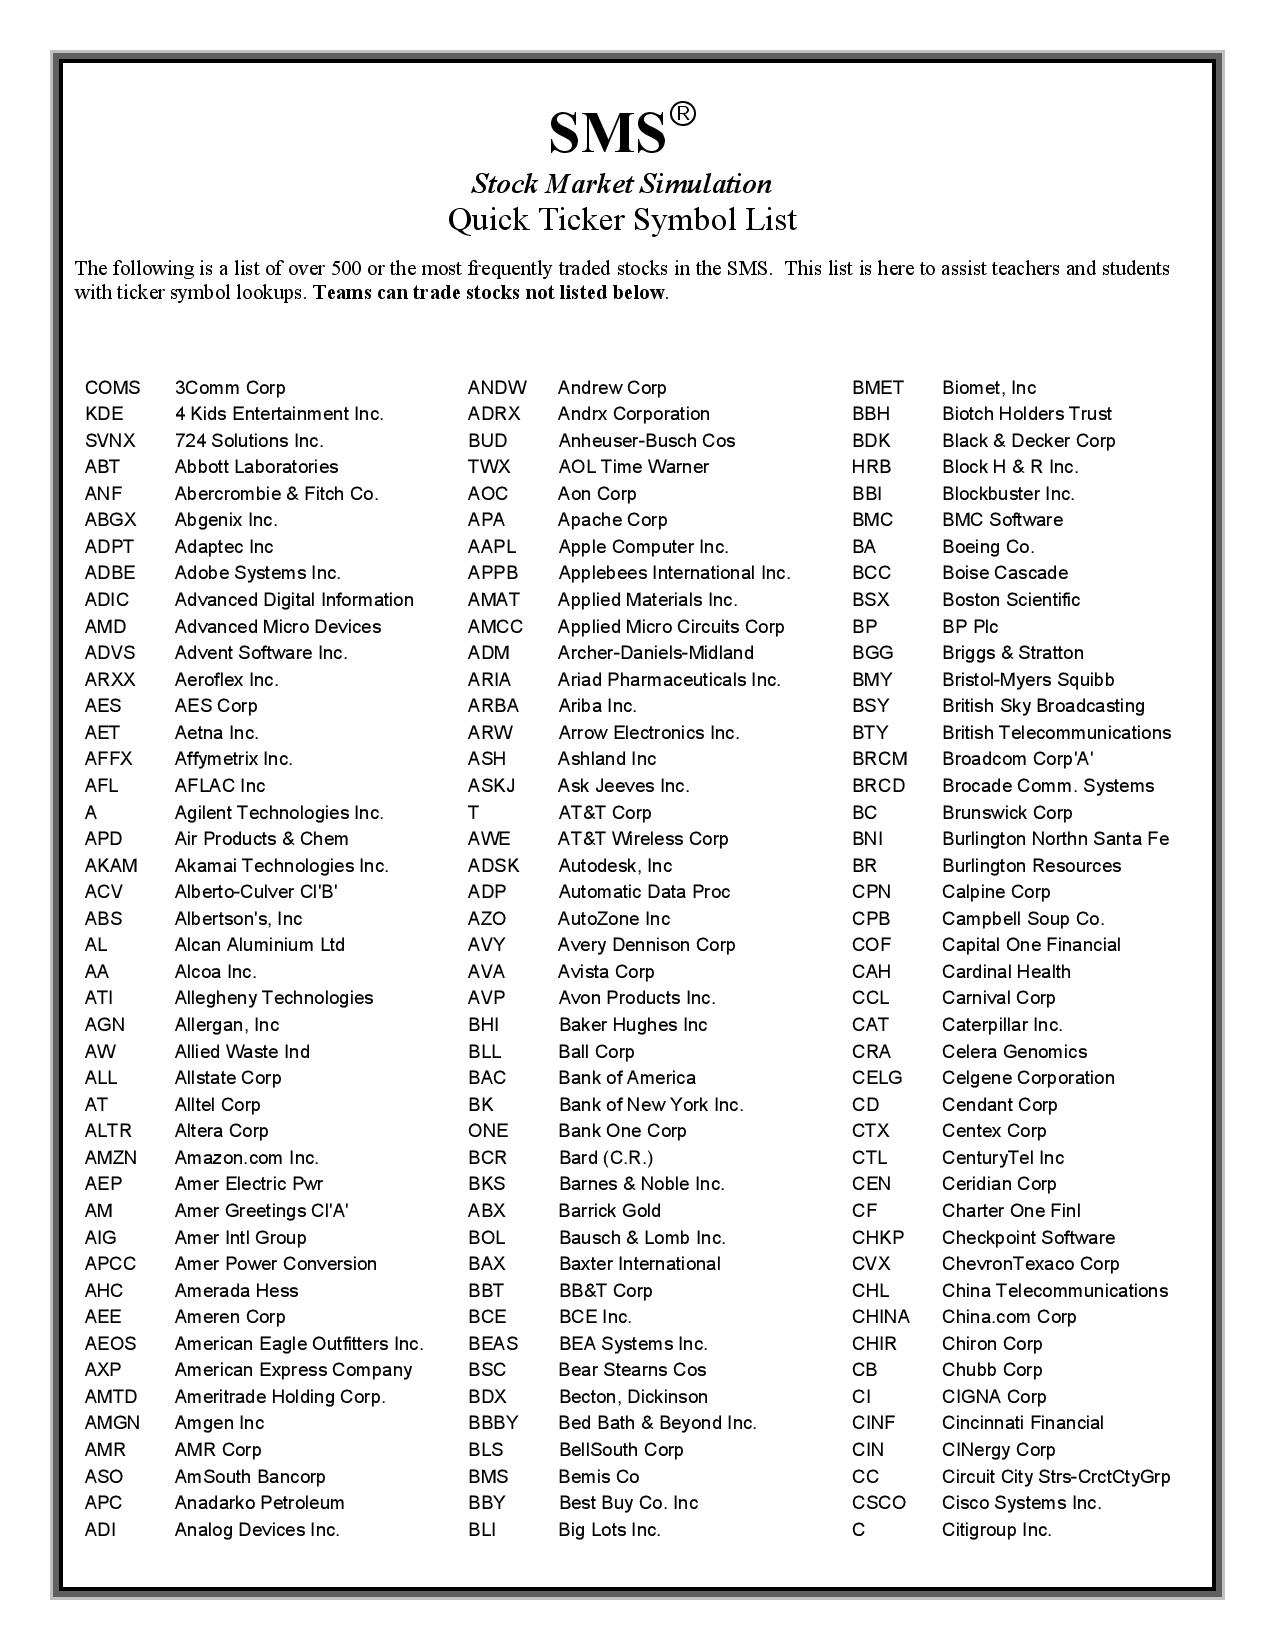 SMS®
Stock Market Simulation
Quick Ticker Symbol List
The following is a list of over 500 or the most frequently traded stocks in the SMS. This list is here to assist teachers and students
with ticker symbol lookups. Teams can trade stocks not listed below.
COMS 3Comm Corp
KDE 4 Kids Entertainment Inc.
SVNX 724 Solutions Inc.
ABT Abbott Laboratories
ANF Abercrombie & Fitch Co.
ABGX Abgenix Inc.
ADPT Adaptec Inc
ADBE Adobe Systems Inc.
ADIC Advanced Digital Information
AMD Advanced Micro Devices
ADVS Advent Software Inc.
ARXX Aeroflex Inc.
AES AES Corp
AET Aetna Inc.
AFFX Affymetrix Inc.
AFL AFLAC Inc
A Agilent Technologies Inc.
APD Air Products & Chem
AKAM Akamai Technologies Inc.
ACV Alberto-Culver Cl'B'
ABS Albertson's, Inc
AL Alcan Aluminium Ltd
AA Alcoa Inc.
ATI Allegheny Technologies
AGN Allergan, Inc
AW Allied Waste Ind
ALL Allstate Corp
AT Alltel Corp
ALTR Altera Corp
AMZN Amazon.com Inc.
AEP Amer Electric Pwr
AM Amer Greetings Cl'A'
AIG Amer Intl Group
APCC Amer Power Conversion
AHC Amerada Hess
AEE Ameren Corp
AEOS American Eagle Outfitters Inc.
AXP American Express Company
AMTD Ameritrade Holding Corp.
AMGN Amgen Inc
AMR AMR Corp
ASO AmSouth Bancorp
APC Anadarko Petroleum
ADI Analog Devices Inc.
ANDW Andrew Corp
ADRX Andrx Corporation
BUD Anheuser-Busch Cos
TWX AOL Time Warner
AOC Aon Corp
APA Apache Corp
AAPL Apple Computer Inc.
APPB Applebees International Inc.
AMAT Applied Materials Inc.
AMCC Applied Micro Circuits Corp
ADM Archer-Daniels-Midland
ARIA Ariad Pharmaceuticals Inc.
ARBA Ariba Inc.
ARW Arrow Electronics Inc.
ASH Ashland Inc
ASKJ Ask Jeeves Inc.
T AT&T Corp
AWE AT&T Wireless Corp
ADSK Autodesk, Inc
ADP Automatic Data Proc
AZO AutoZone Inc
AVY Avery Dennison Corp
AVA Avista Corp
AVP Avon Products Inc.
BHI Baker Hughes Inc
BLL Ball Corp
BAC Bank of America
BK Bank of New York Inc.
ONE Bank One Corp
BCR Bard (C.R.)
BKS Barnes & Noble Inc.
ABX Barrick Gold
BOL Bausch & Lomb Inc.
BAX Baxter International
BBT BB&T Corp
BCE BCE Inc.
BEAS BEA Systems Inc.
BSC Bear Stearns Cos
BDX Becton, Dickinson
BBBY Bed Bath & Beyond Inc.
BLS BellSouth Corp
BMS Bemis Co
BBY Best Buy Co. Inc
BLI Big Lots Inc.
BMET Biomet, Inc
BBH Biotch Holders Trust
BDK Black & Decker Corp
HRB Block H & R Inc.
BBI Blockbuster Inc.
BMC BMC Software
BA Boeing Co.
BCC Boise Cascade
BSX Boston Scientific
BP BP Plc
BGG Briggs & Stratton
BMY Bristol-Myers Squibb
BSY British Sky Broadcasting
BTY British Telecommunications
BRCM Broadcom Corp'A'
BRCD Brocade Comm. Systems
BC Brunswick Corp
BNI Burlington Northn Santa Fe
BR Burlington Resources
CPN Calpine Corp
CPB Campbell Soup Co.
COF Capital One Financial
CAH Cardinal Health
CCL Carnival Corp
CAT Caterpillar Inc.
CRA Celera Genomics
CELG Celgene Corporation
CD Cendant Corp
CTX Centex Corp
CTL CenturyTel Inc
CEN Ceridian Corp
CF Charter One Finl
CHKP Checkpoint Software
CVX ChevronTexaco Corp
CHL China Telecommunications
CHINA China.com Corp
CHIR Chiron Corp
CB Chubb Corp
CI CIGNA Corp
CINF Cincinnati Financial
CIN CINergy Corp
CC Circuit City Strs-CrctCtyGrp
CSCO Cisco Systems Inc.
C Citigroup Inc.